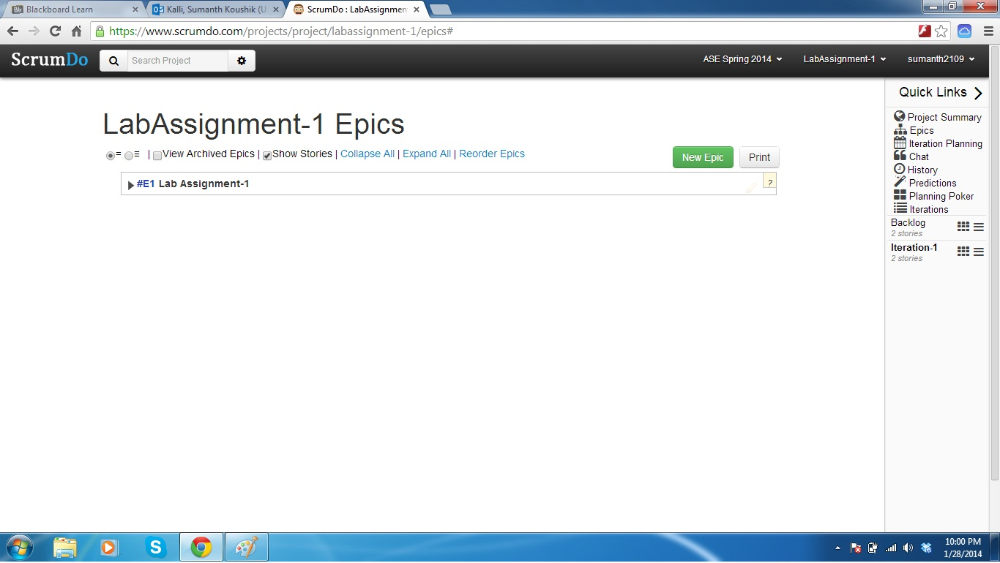 Blackboard Learn
Kalli, Sumanth Koushik (U
ScrumDo : LabAssignmen
https://www.scrumdo.com/projects/project/labassignment-1/epics#
ScrumDo
Search Project
ASE Spring 2014
LabAssignment-1
sumanth2109
LabAssignment-1 Epics
= ≡ | View Archived Epics | Show Stories | Collapse All | Expand All | Reorder Epics
New Epic
Print
#E1 Lab Assignment-1
?
Quick Links
Project Summary
Epics
Iteration Planning
Chat
History
Predictions
Planning Poker
Iterations
Backlog
2 stories
Iteration-1
2 stories
10:00 PM
1/28/2014